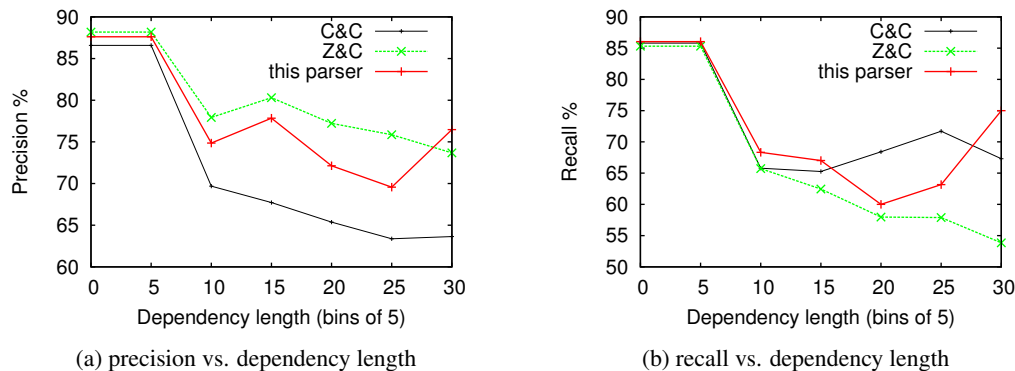 90
85
80
75
70
65
60
Precision %
C&C
Z&C
this parser
0 5 10 15 20 25 30
Dependency length (bins of 5)
(a) precision vs. dependency length
90
85
80
75
70
65
60
55
50
Recall %
C&C
Z&C
this parser
0 5 10 15 20 25 30
Dependency length (bins of 5)
(b) recall vs. dependency length